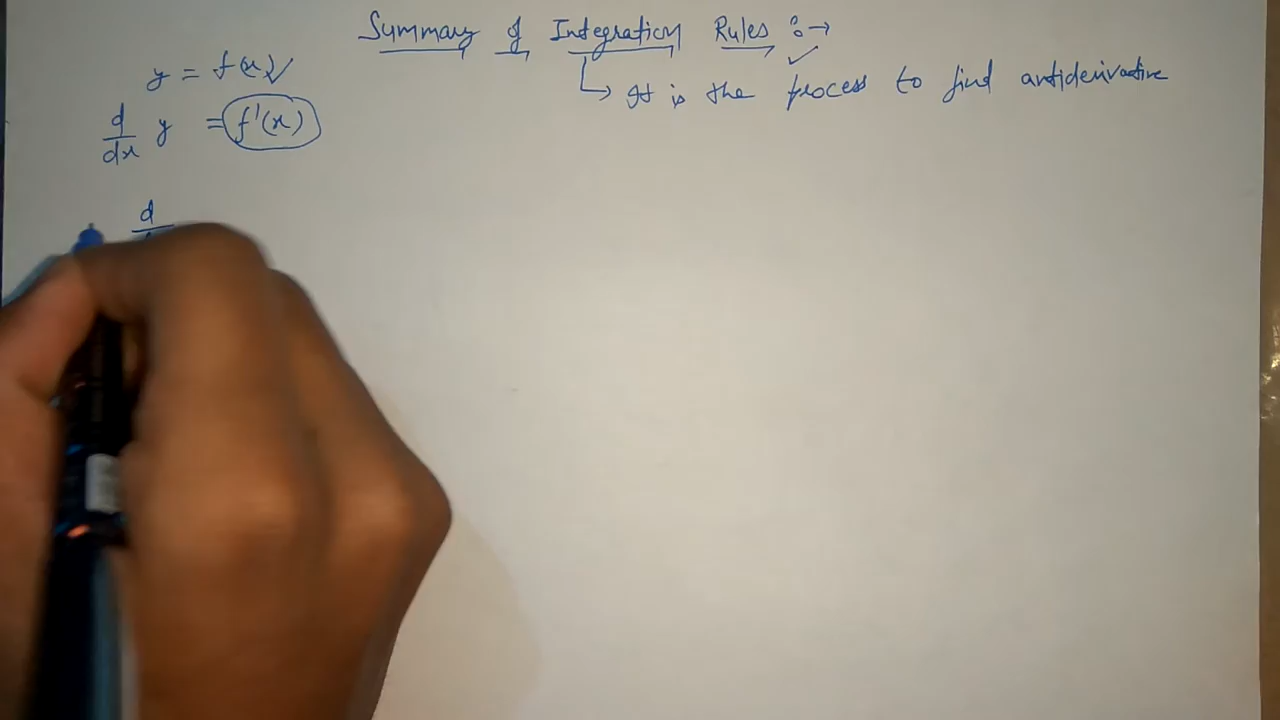 Summary of Integration Rules :→
y = f(x) ✓
↳ It is the process to find antiderivative
d/dx y = f'(x)
d